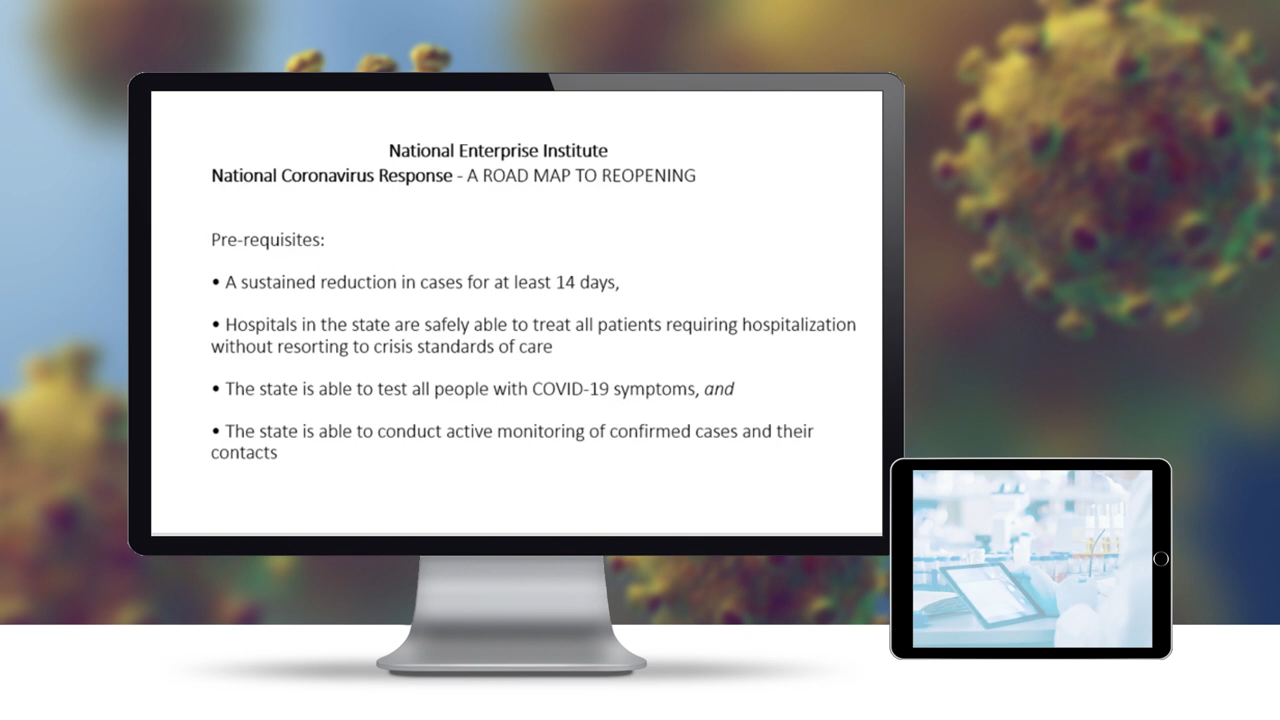 National Enterprise Institute
National Coronavirus Response - A ROAD MAP TO REOPENING
Pre-requisites:
• A sustained reduction in cases for at least 14 days,
• Hospitals in the state are safely able to treat all patients requiring hospitalization
without resorting to crisis standards of care
• The state is able to test all people with COVID-19 symptoms, and
• The state is able to conduct active monitoring of confirmed cases and their
contacts